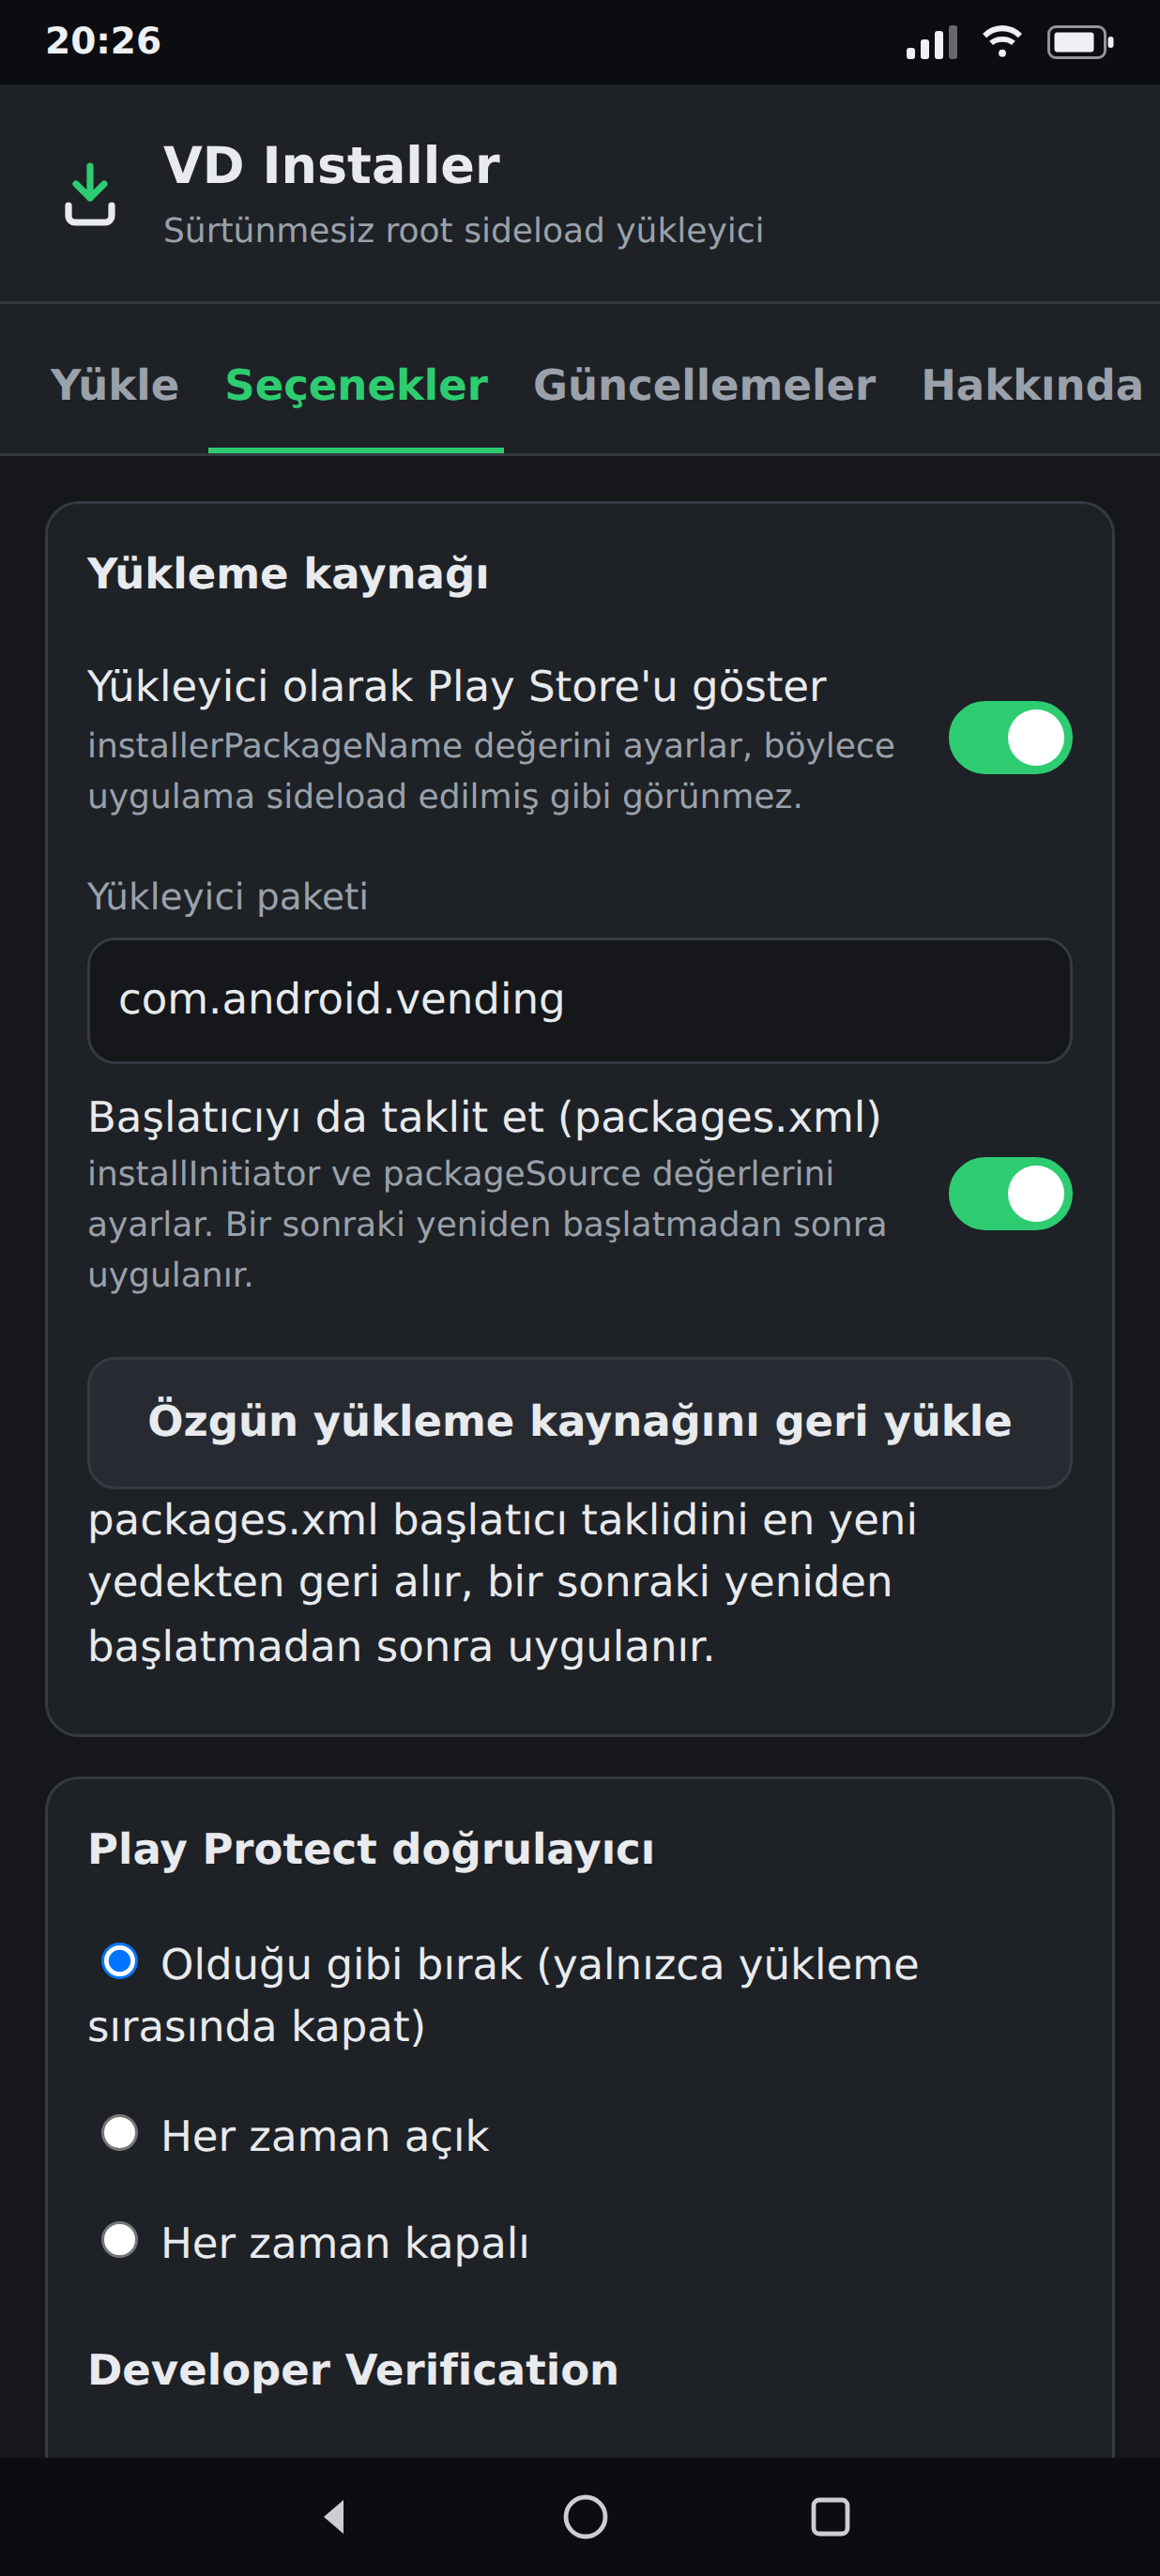 20:26
VD Installer
Sürtünmesiz root sideload yükleyici
Yükle Seçenekler Güncellemeler Hakkında
Yükleme kaynağı
Yükleyici olarak Play Store'u göster
installerPackageName değerini ayarlar, böylece
uygulama sideload edilmiş gibi görünmez.
Yükleyici paketi
com.android.vending
Başlatıcıyı da taklit et (packages.xml)
installInitiator ve packageSource değerlerini
ayarlar. Bir sonraki yeniden başlatmadan sonra
uygulanır.
Özgün yükleme kaynağını geri yükle
packages.xml başlatıcı taklidini en yeni
yedekten geri alır, bir sonraki yeniden
başlatmadan sonra uygulanır.
Play Protect doğrulayıcı
Olduğu gibi bırak (yalnızca yükleme
sırasında kapat)
Her zaman açık
Her zaman kapalı
Developer Verification